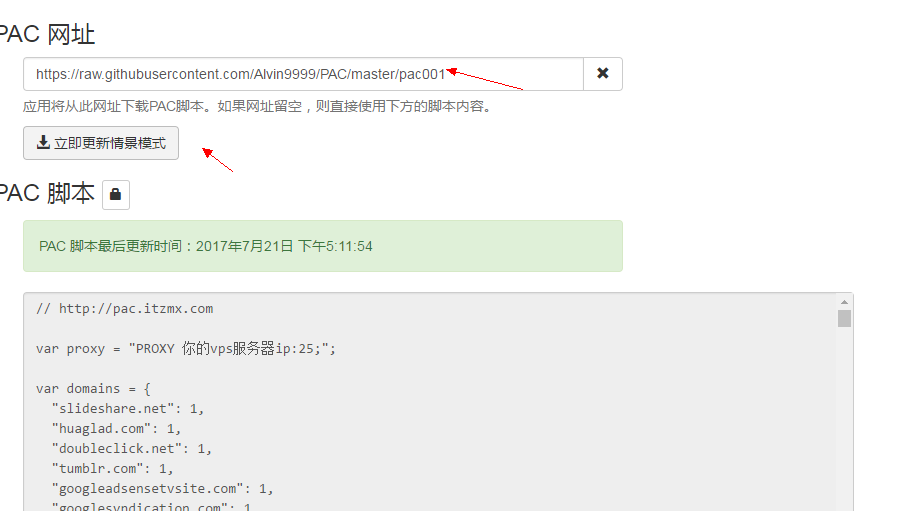 PAC 网址
https://raw.githubusercontent.com/Alvin9999/PAC/master/pac001
应用将从此网址下载PAC脚本。如果网址留空，则直接使用下方的脚本内容。
立即更新情景模式
PAC 脚本
PAC 脚本最后更新时间：2017年7月21日 下午5:11:54
// http://pac.itzmx.com
var proxy = "PROXY 你的vps服务器ip:25;";
var domains = {
"slideshare.net": 1,
"huaglad.com": 1,
"doubleclick.net": 1,
"tumblr.com": 1,
"googleadsensetvsite.com": 1,
"googlesyndication.com": 1